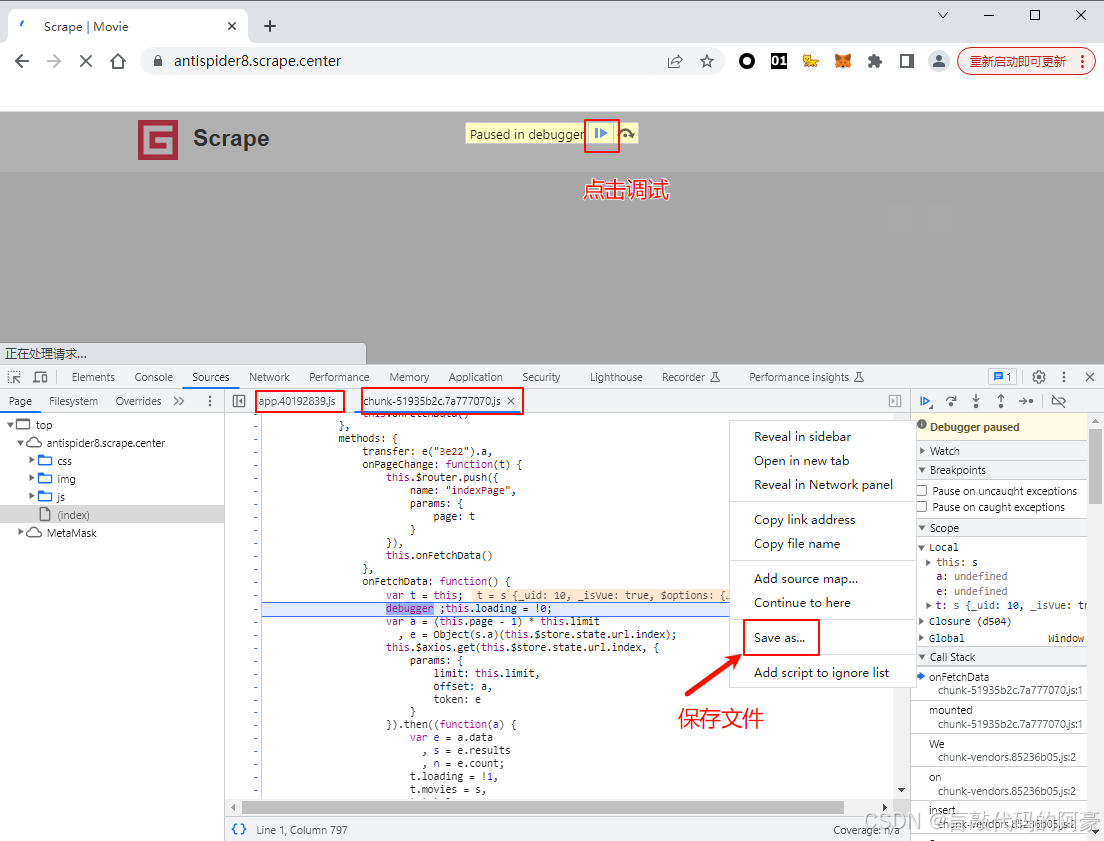 Scrape | Movie
antispider8.scrape.center
01
重新启动即可更新
Scrape
Paused in debugger
点击调试
正在处理请求...
Elements Console Sources Network Performance Memory Application Security Lighthouse Recorder Performance insights 1
Page Filesystem Overrides
app.40192839.js chunk-51935b2c.7a777070.js
top
antispider8.scrape.center
css
img
js
(index)
MetaMask
this.onFetchData()
},
methods: {
transfer: e("3e22").a,
onPageChange: function(t) {
this.$router.push({
name: "indexPage",
params: {
page: t
}
}),
this.onFetchData()
},
onFetchData: function() {
var t = this; t = s {_uid: 10, _isVue: true, $options: {…
debugger ;this.loading = !0;
var a = (this.page - 1) * this.limit
, e = Object(s.a)(this.$store.state.url.index);
this.$axios.get(this.$store.state.url.index, {
params: {
limit: this.limit,
offset: a,
token: e
}
}).then((function(a) {
var e = a.data
, s = e.results
, n = e.count;
t.loading = !1,
t.movies = s,
Reveal in sidebar
Open in new tab
Reveal in Network panel
Copy link address
Copy file name
Add source map...
Continue to here
Save as...
Add script to ignore list
保存文件
Debugger paused
Watch
Breakpoints
Pause on uncaught exceptions
Pause on caught exceptions
Scope
Local
this: s
a: undefined
e: undefined
t: s {_uid: 10, _isVue: tr
Closure (d504)
Global Window
Call Stack
onFetchData
chunk-51935b2c.7a777070.js:1
mounted
chunk-51935b2c.7a777070.js:1
We
chunk-vendors.85236b05.js:2
on
chunk-vendors.85236b05.js:2
insert
chunk-vendors.85236b05.js:2
{} Line 1, Column 797
Coverage: n/a
CSDN @盲敲代码的阿豪